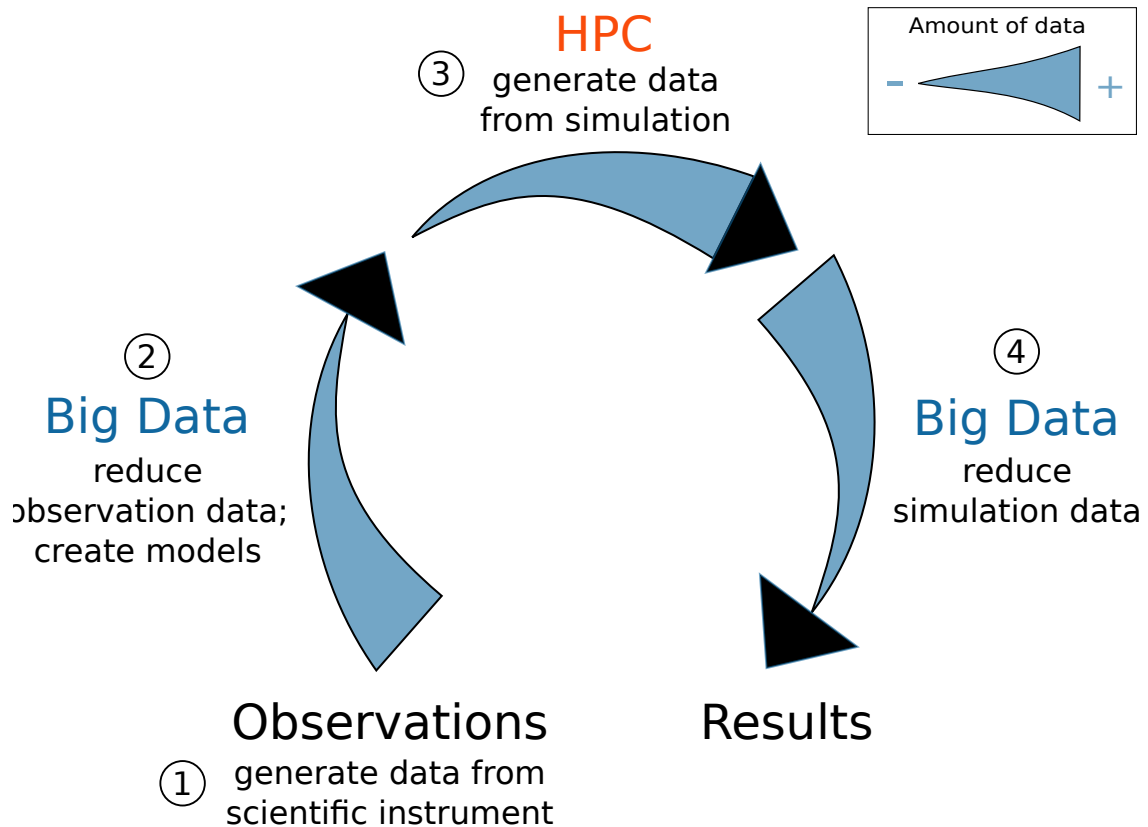 HPC
③ generate data
from simulation
Amount of data
- +
②
Big Data
reduce
observation data;
create models
④
Big Data
reduce
simulation data
Observations
① generate data from
scientific instrument
Results